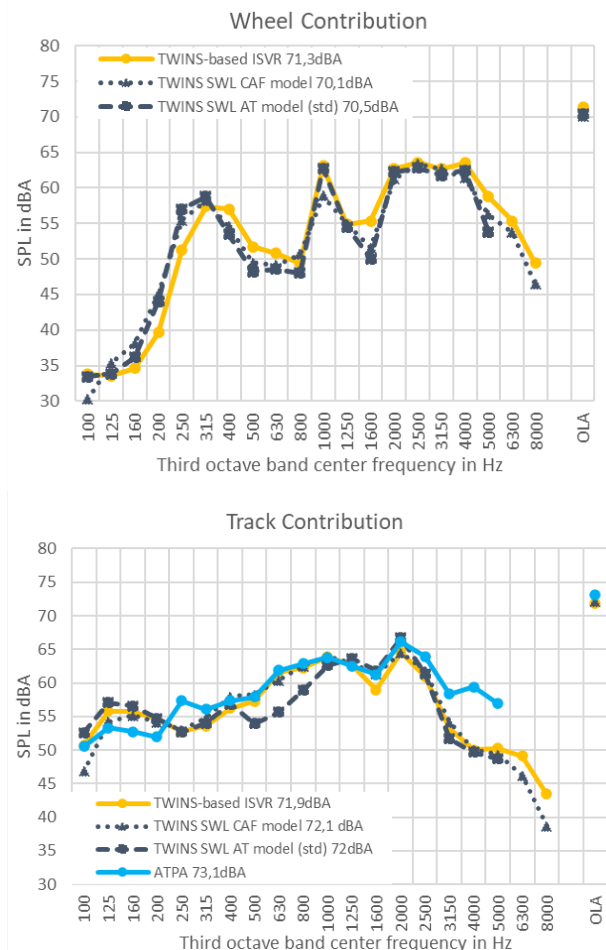 Wheel Contribution
80
75
70
65
60
55
50
45
40
35
30
SPL in dBA
TWINS-based ISVR 71,3dBA
TWINS SWL CAF model 70,1dBA
TWINS SWL AT model (std) 70,5dBA
100 125 160 200 250 315 400 500 630 800 1000 1250 1600 2000 2500 3150 4000 5000 6300 8000 OLA
Third octave band center frequency in Hz
Track Contribution
80
75
70
65
60
55
50
45
40
35
30
SPL in dBA
TWINS-based ISVR 71,9dBA
TWINS SWL CAF model 72,1 dBA
TWINS SWL AT model (std) 72dBA
ATPA 73,1dBA
100 125 160 200 250 315 400 500 630 800 1000 1250 1600 2000 2500 3150 4000 5000 6300 8000 OLA
Third octave band center frequency in Hz